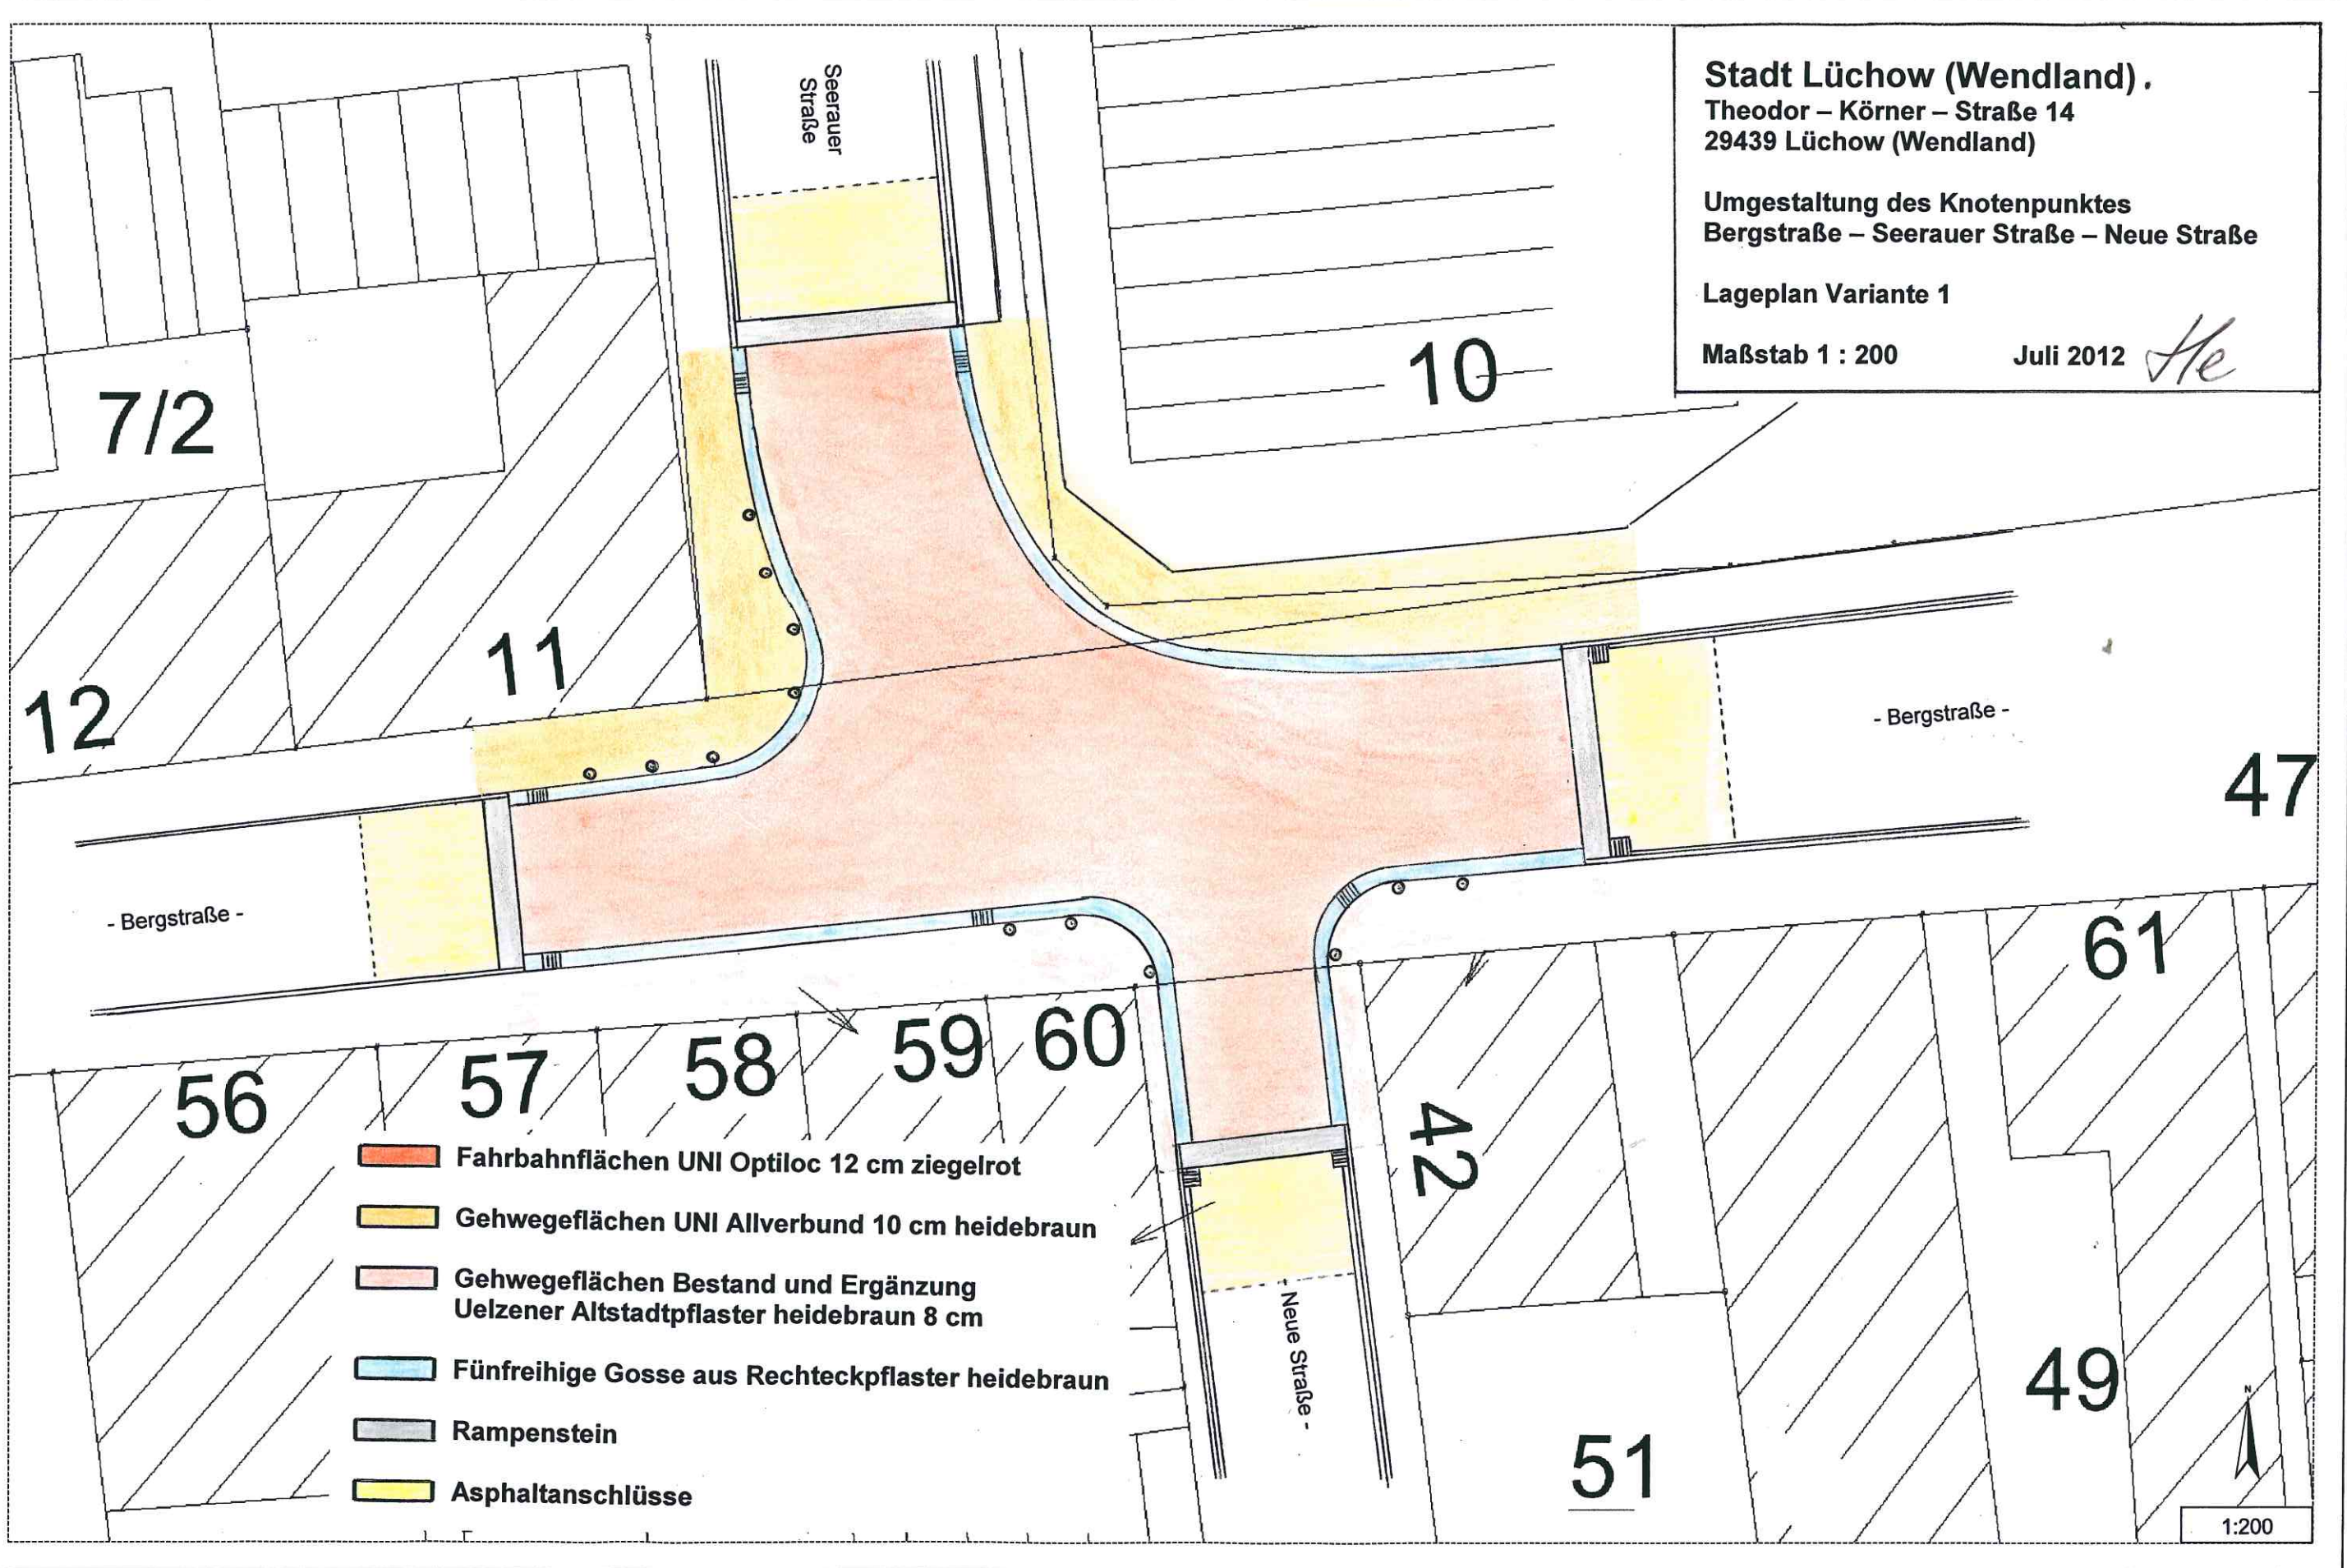 Stadt Lüchow (Wendland).
Theodor – Körner – Straße 14
29439 Lüchow (Wendland)
Umgestaltung des Knotenpunktes
Bergstraße – Seerauer Straße – Neue Straße
Lageplan Variante 1
Maßstab 1 : 200 Juli 2012 He
Seerauer
Straße
10
7/2
11
12
- Bergstraße -
47
- Bergstraße -
61
56
57
58
59
60
42
Fahrbahnflächen UNI Optiloc 12 cm ziegelrot
Gehwegeflächen UNI Allverbund 10 cm heidebraun
Gehwegeflächen Bestand und Ergänzung
Uelzener Altstadtpflaster heidebraun 8 cm
Fünfreihige Gosse aus Rechteckpflaster heidebraun
Rampenstein
Asphaltanschlüsse
- Neue Straße -
49
51
N
1:200